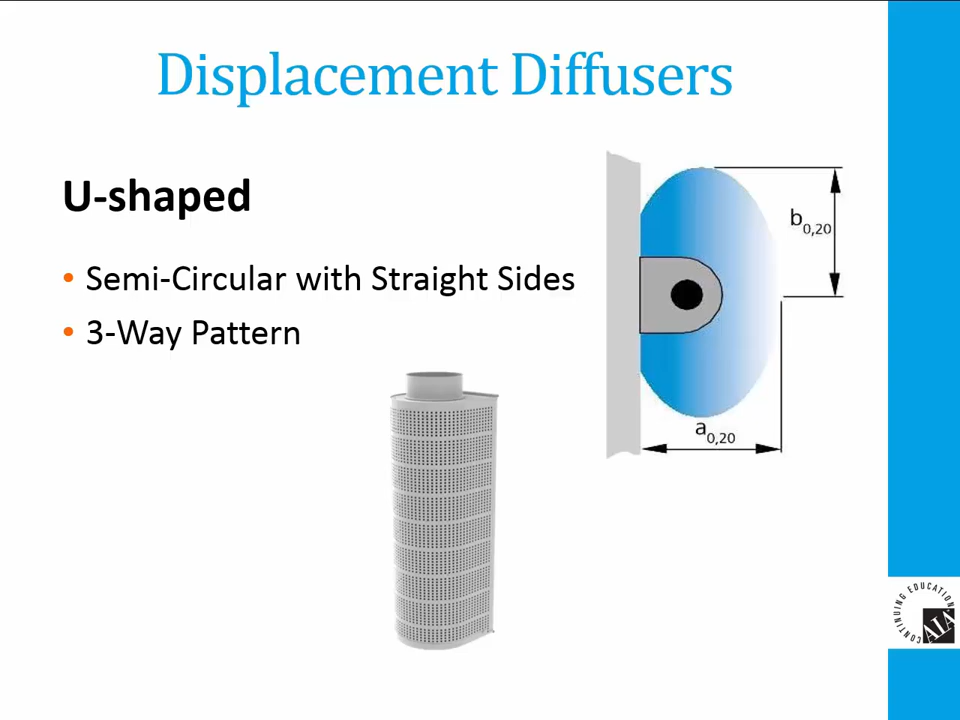 Displacement Diffusers
U-shaped
• Semi-Circular with Straight Sides
• 3-Way Pattern
b0,20
a0,20
CONTINUING EDUCATION
AIA